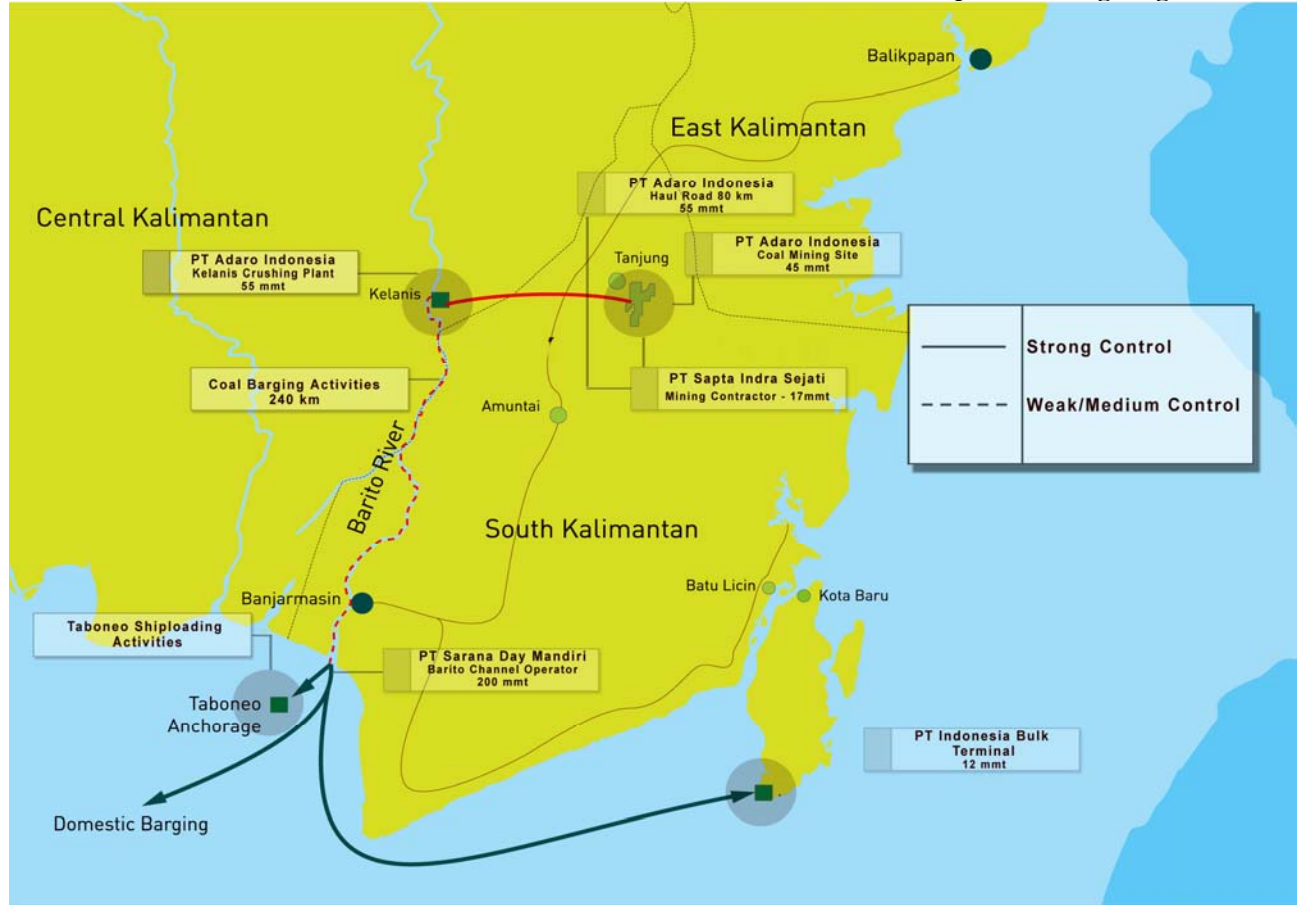 Balikpapan
East Kalimantan
PT Adaro Indonesia
Haul Road 80 km
55 mmt
Central Kalimantan
PT Adaro Indonesia
Kelanis Crushing Plant
55 mmt
Tanjung
PT Adaro Indonesia
Coal Mining Site
45 mmt
Kelanis
Strong Control
Weak/Medium Control
Coal Barging Activities
240 km
PT Sapta Indra Sejati
Mining Contractor - 17mmt
Amuntai
Barito River
South Kalimantan
Batu Licin
Kota Baru
Banjarmasin
Taboneo Shiploading
Activities
PT Sarana Day Mandiri
Barito Channel Operator
200 mmt
Taboneo
Anchorage
PT Indonesia Bulk
Terminal
12 mmt
Domestic Barging